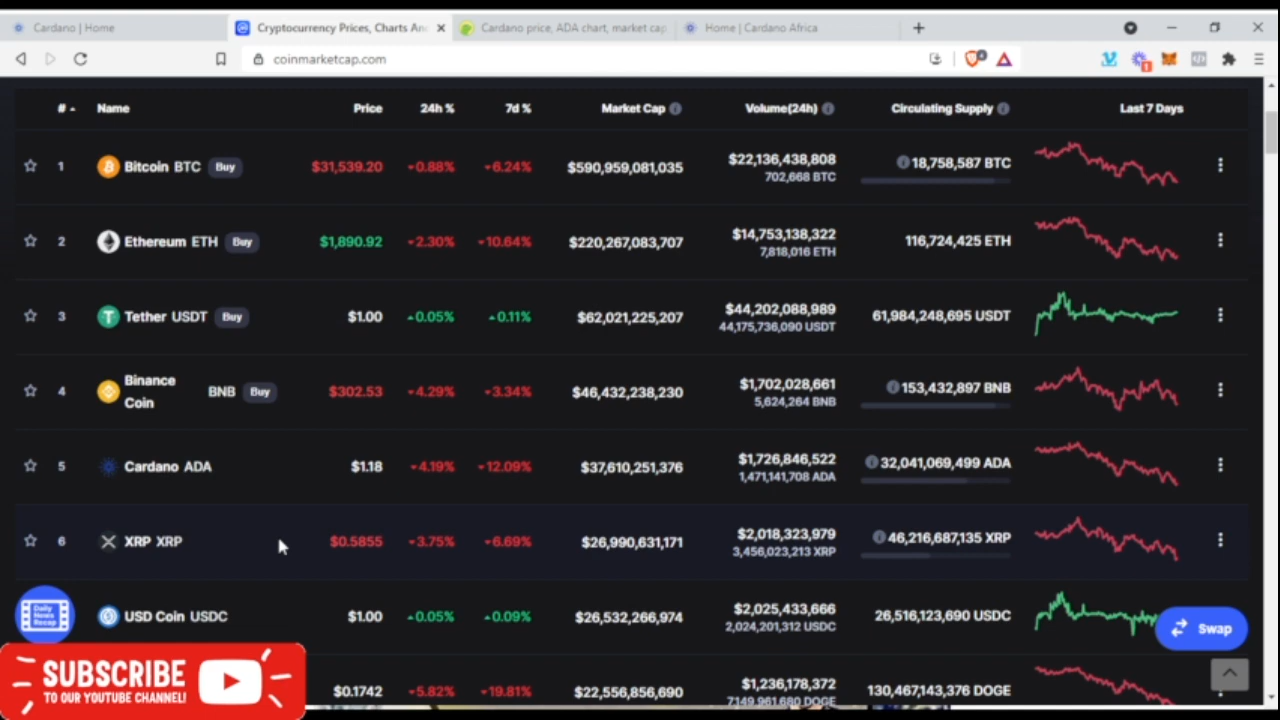 Cardano | Home
Cryptocurrency Prices, Charts An
Cardano price, ADA chart, market cap
Home | Cardano Africa
coinmarketcap.com
1
# Name Price 24h % 7d % Market Cap Volume(24h) Circulating Supply Last 7 Days
1 Bitcoin BTC Buy $31,539.20 0.88% 6.24% $590,959,081,035 $22,136,438,808 18,758,587 BTC
702,668 BTC
2 Ethereum ETH Buy $1,890.92 2.30% 10.64% $220,267,083,707 $14,753,138,322 116,724,425 ETH
7,818,016 ETH
3 Tether USDT Buy $1.00 0.05% 0.11% $62,021,225,207 $44,202,088,989 61,984,248,695 USDT
44,175,736,090 USDT
4 Binance Coin BNB Buy $302.53 4.29% 3.34% $46,432,238,230 $1,702,028,661 153,432,897 BNB
5,624,264 BNB
5 Cardano ADA $1.18 4.19% 12.09% $37,610,251,376 $1,726,846,522 32,041,069,499 ADA
1,471,141,708 ADA
6 XRP XRP $0.5855 3.75% 6.69% $26,990,631,171 $2,018,323,979 46,216,687,135 XRP
3,456,023,213 XRP
USD Coin USDC $1.00 0.05% 0.09% $26,532,266,974 $2,025,433,666 26,516,123,690 USDC
2,024,201,312 USDC
Daily
News
Recap
Swap
$0.1742 5.82% 19.81% $22,556,856,690 $1,236,178,372 130,467,143,376 DOGE
7149,961,680 DOGE
SUBSCRIBE
TO OUR YOUTUBE CHANNEL!